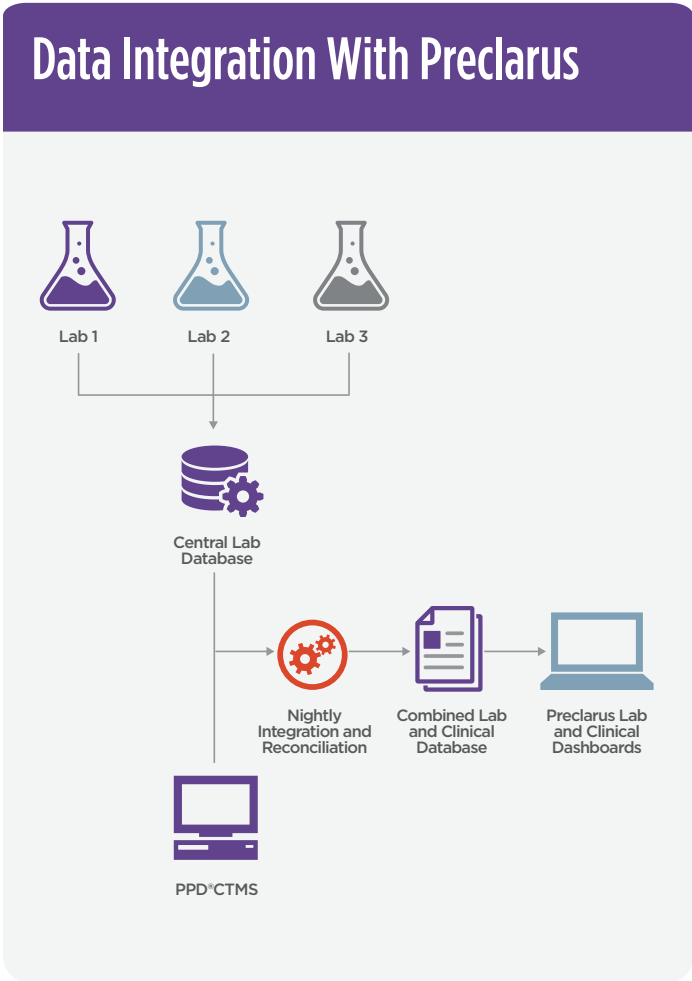 Data Integration With Preclarus
Lab 1
Lab 2
Lab 3
Central Lab
Database
Nightly
Integration and
Reconciliation
Combined Lab
and Clinical
Database
Preclarus Lab
and Clinical
Dashboards
PPD®CTMS